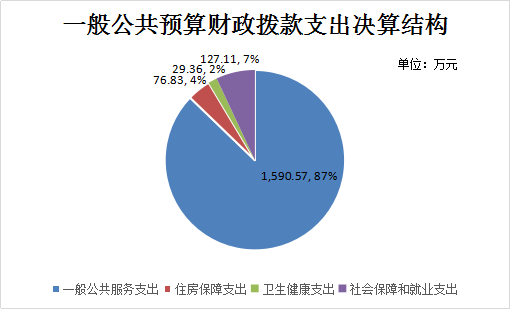 一般公共预算财政拨款支出决算结构
单位：万元
127.11, 7%
29.36, 2%
76.83, 4%
1,590.57, 87%
一般公共服务支出 住房保障支出 卫生健康支出 社会保障和就业支出